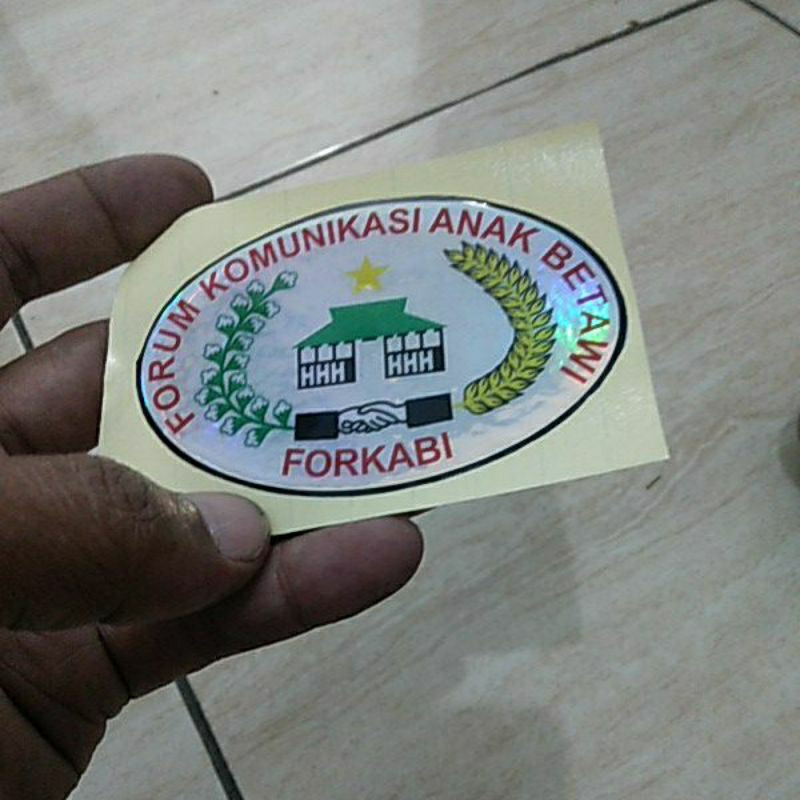 FORUM KOMUNIKASI ANAK BETAWI
HHH HHH
FORKABI